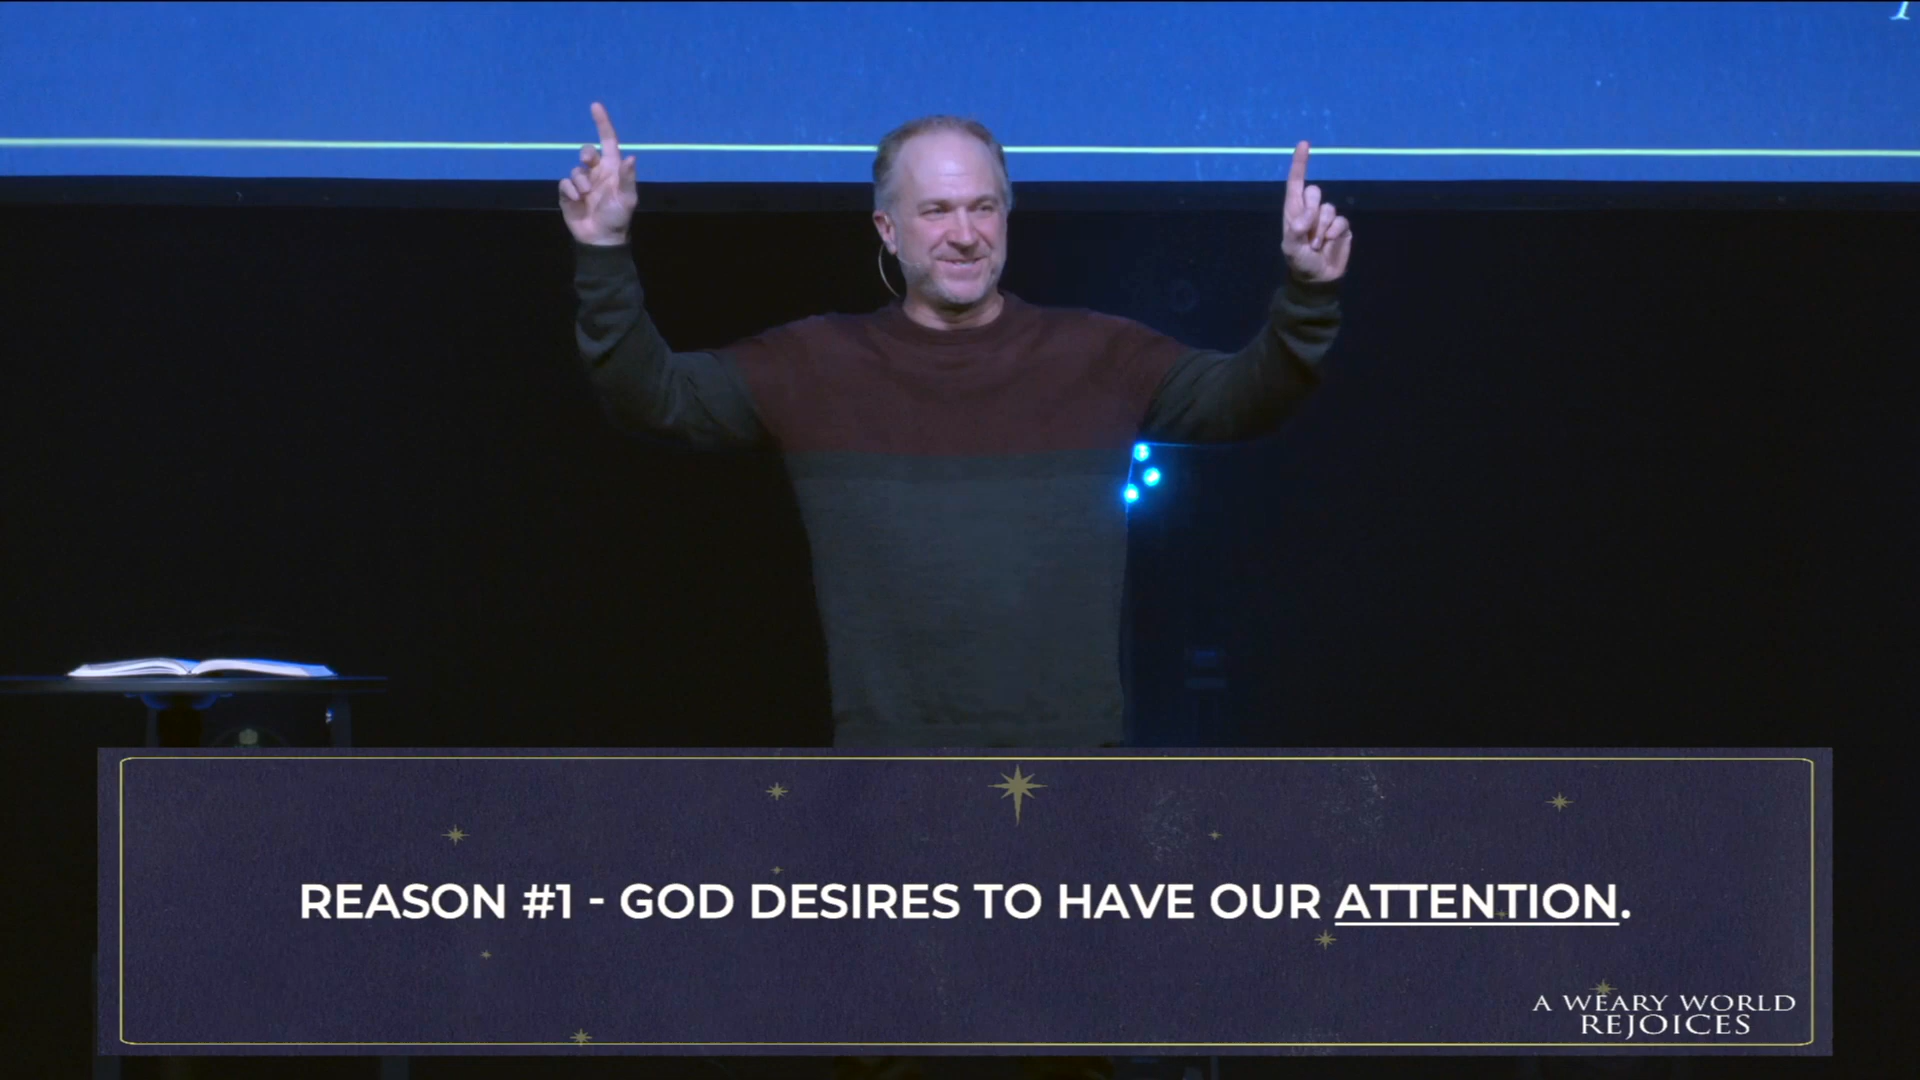 REASON #1 - GOD DESIRES TO HAVE OUR ATTENTION.
A WEARY WORLD
REJOICES